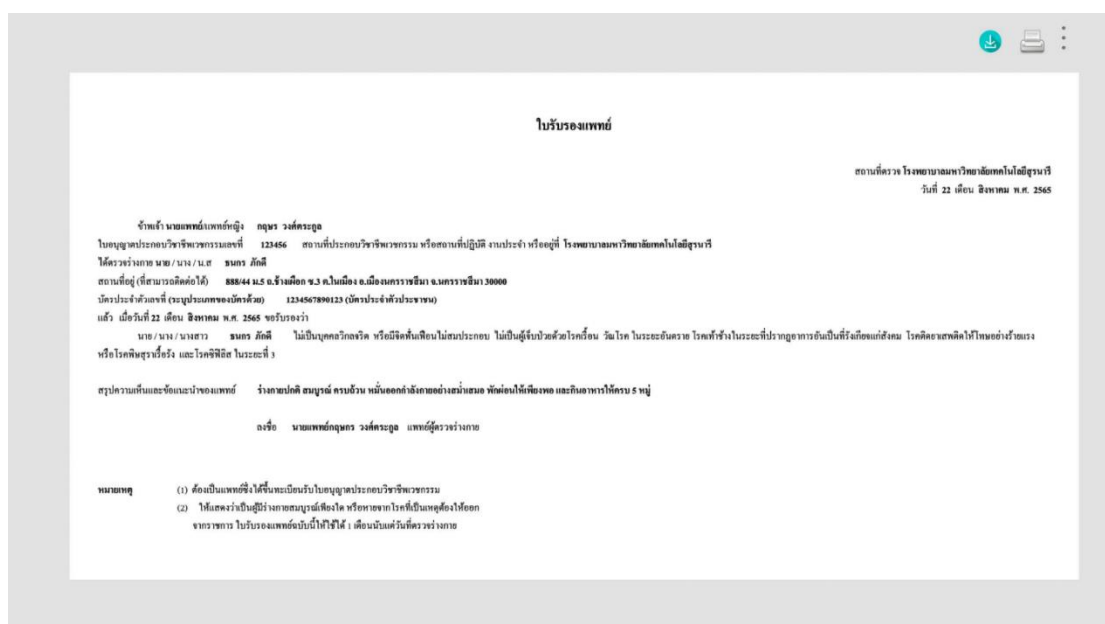 ใบรับรองแพทย์
สถานที่ตรวจ โรงพยาบาลมหาวิทยาลัยเทคโนโลยีสุรนารี
วันที่ 22 เดือน สิงหาคม พ.ศ. 2565
ข้าพเจ้า นายแพทย์/แพทย์หญิง กฤษร วงศ์ตระกูล
ใบอนุญาตประกอบวิชาชีพเวชกรรมเลขที่ 123456 สถานที่ประกอบวิชาชีพเวชกรรม หรือสถานที่ปฏิบัติ งานประจำ หรืออยู่ที่ โรงพยาบาลมหาวิทยาลัยเทคโนโลยีสุรนารี
ได้ตรวจร่างกาย นาย / นาง / น.ส ธนกร ภักดี
สถานที่อยู่ (ที่สามารถติดต่อได้) 888/44 ม.5 ถ.ช้างเผือก ซ.3 ต.ในเมือง อ.เมืองนครราชสีมา จ.นครราชสีมา 30000
บัตรประจำตัวเลขที่ (ระบุประเภทของบัตรด้วย) 1234567890123 (บัตรประจำตัวประชาชน)
แล้ว เมื่อวันที่ 22 เดือน สิงหาคม พ.ศ. 2565 ขอรับรองว่า
นาย / นาง / นางสาว ธนกร ภักดี ไม่เป็นบุคคลวิกลจริต หรือมีจิตฟั่นเฟือนไม่สมประกอบ ไม่เป็นผู้เจ็บป่วยด้วยโรคเรื้อน วัณโรค ในระยะอันตราย โรคเท้าช้างในระยะที่ปรากฏอาการอันเป็นที่รังเกียจแก่สังคม โรคติดยาเสพติดให้โทษอย่างร้ายแรง
หรือโรคพิษสุราเรื้อรัง และโรคซิฟิลิส ในระยะที่ 3
สรุปความเห็นและข้อแนะนำของแพทย์ ร่างกายปกติ สมบูรณ์ ครบถ้วน หมั่นออกกำลังกายอย่างสม่ำเสมอ พักผ่อนให้เพียงพอ และกินอาหารให้ครบ 5 หมู่
ลงชื่อ นายแพทย์กฤษกร วงศ์ตระกูล แพทย์ผู้ตรวจร่างกาย
หมายเหตุ (1) ต้องเป็นแพทย์ซึ่งได้ขึ้นทะเบียนรับใบอนุญาตประกอบวิชาชีพเวชกรรม
(2) ให้แสดงว่าเป็นผู้มีร่างกายสมบูรณ์เพียงใด หรือหายจากโรคที่เป็นเหตุต้องให้ออก
จากราชการ ใบรับรองแพทย์ฉบับนี้ให้ใช้ได้ 1 เดือนนับแต่วันที่ตรวจร่างกาย